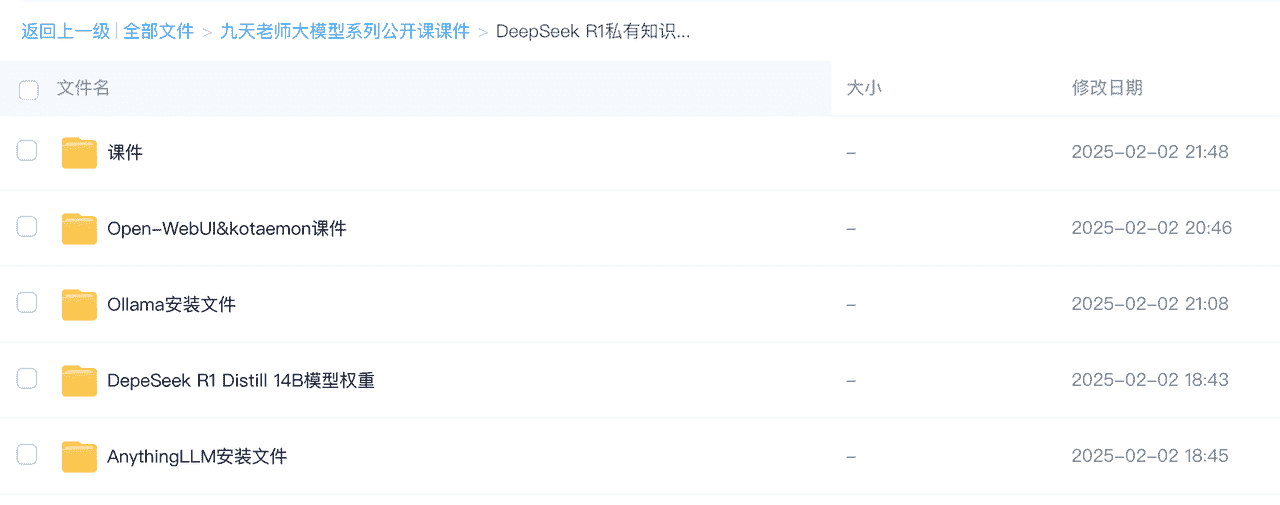 返回上一级 | 全部文件 > 九天老师大模型系列公开课课件 > DeepSeek R1私有知识...
文件名 大小 修改日期
课件 – 2025-02-02 21:48
Open-WebUI&kotaemon课件 – 2025-02-02 20:46
Ollama安装文件 – 2025-02-02 21:08
DepeSeek R1 Distill 14B模型权重 – 2025-02-02 18:43
AnythingLLM安装文件 – 2025-02-02 18:45